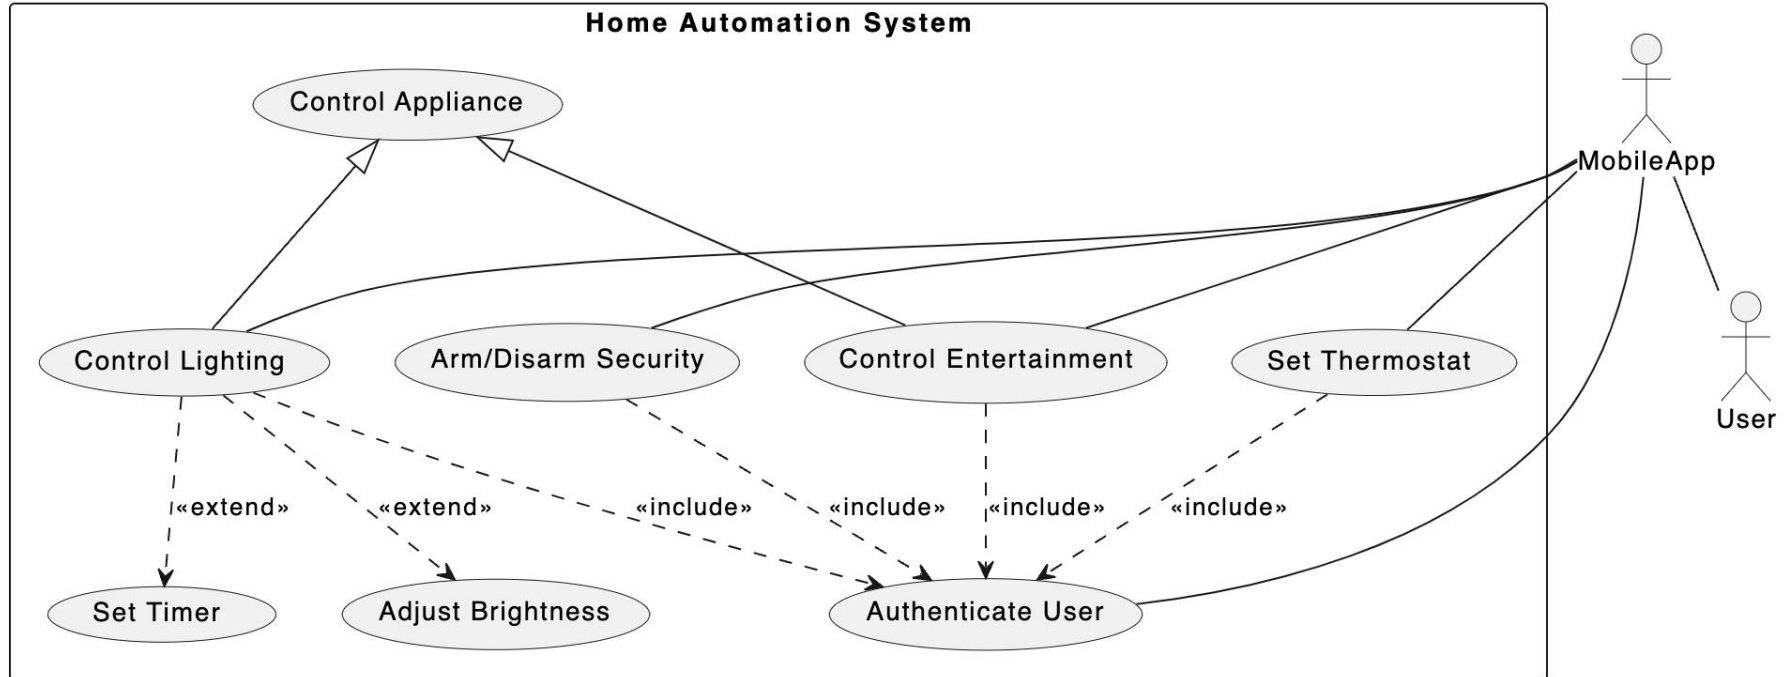 Home Automation System
Control Appliance
MobileApp
Control Lighting
Arm/Disarm Security
Control Entertainment
Set Thermostat
User
«extend»
«extend»
«include»
«include»
«include»
«include»
Set Timer
Adjust Brightness
Authenticate User